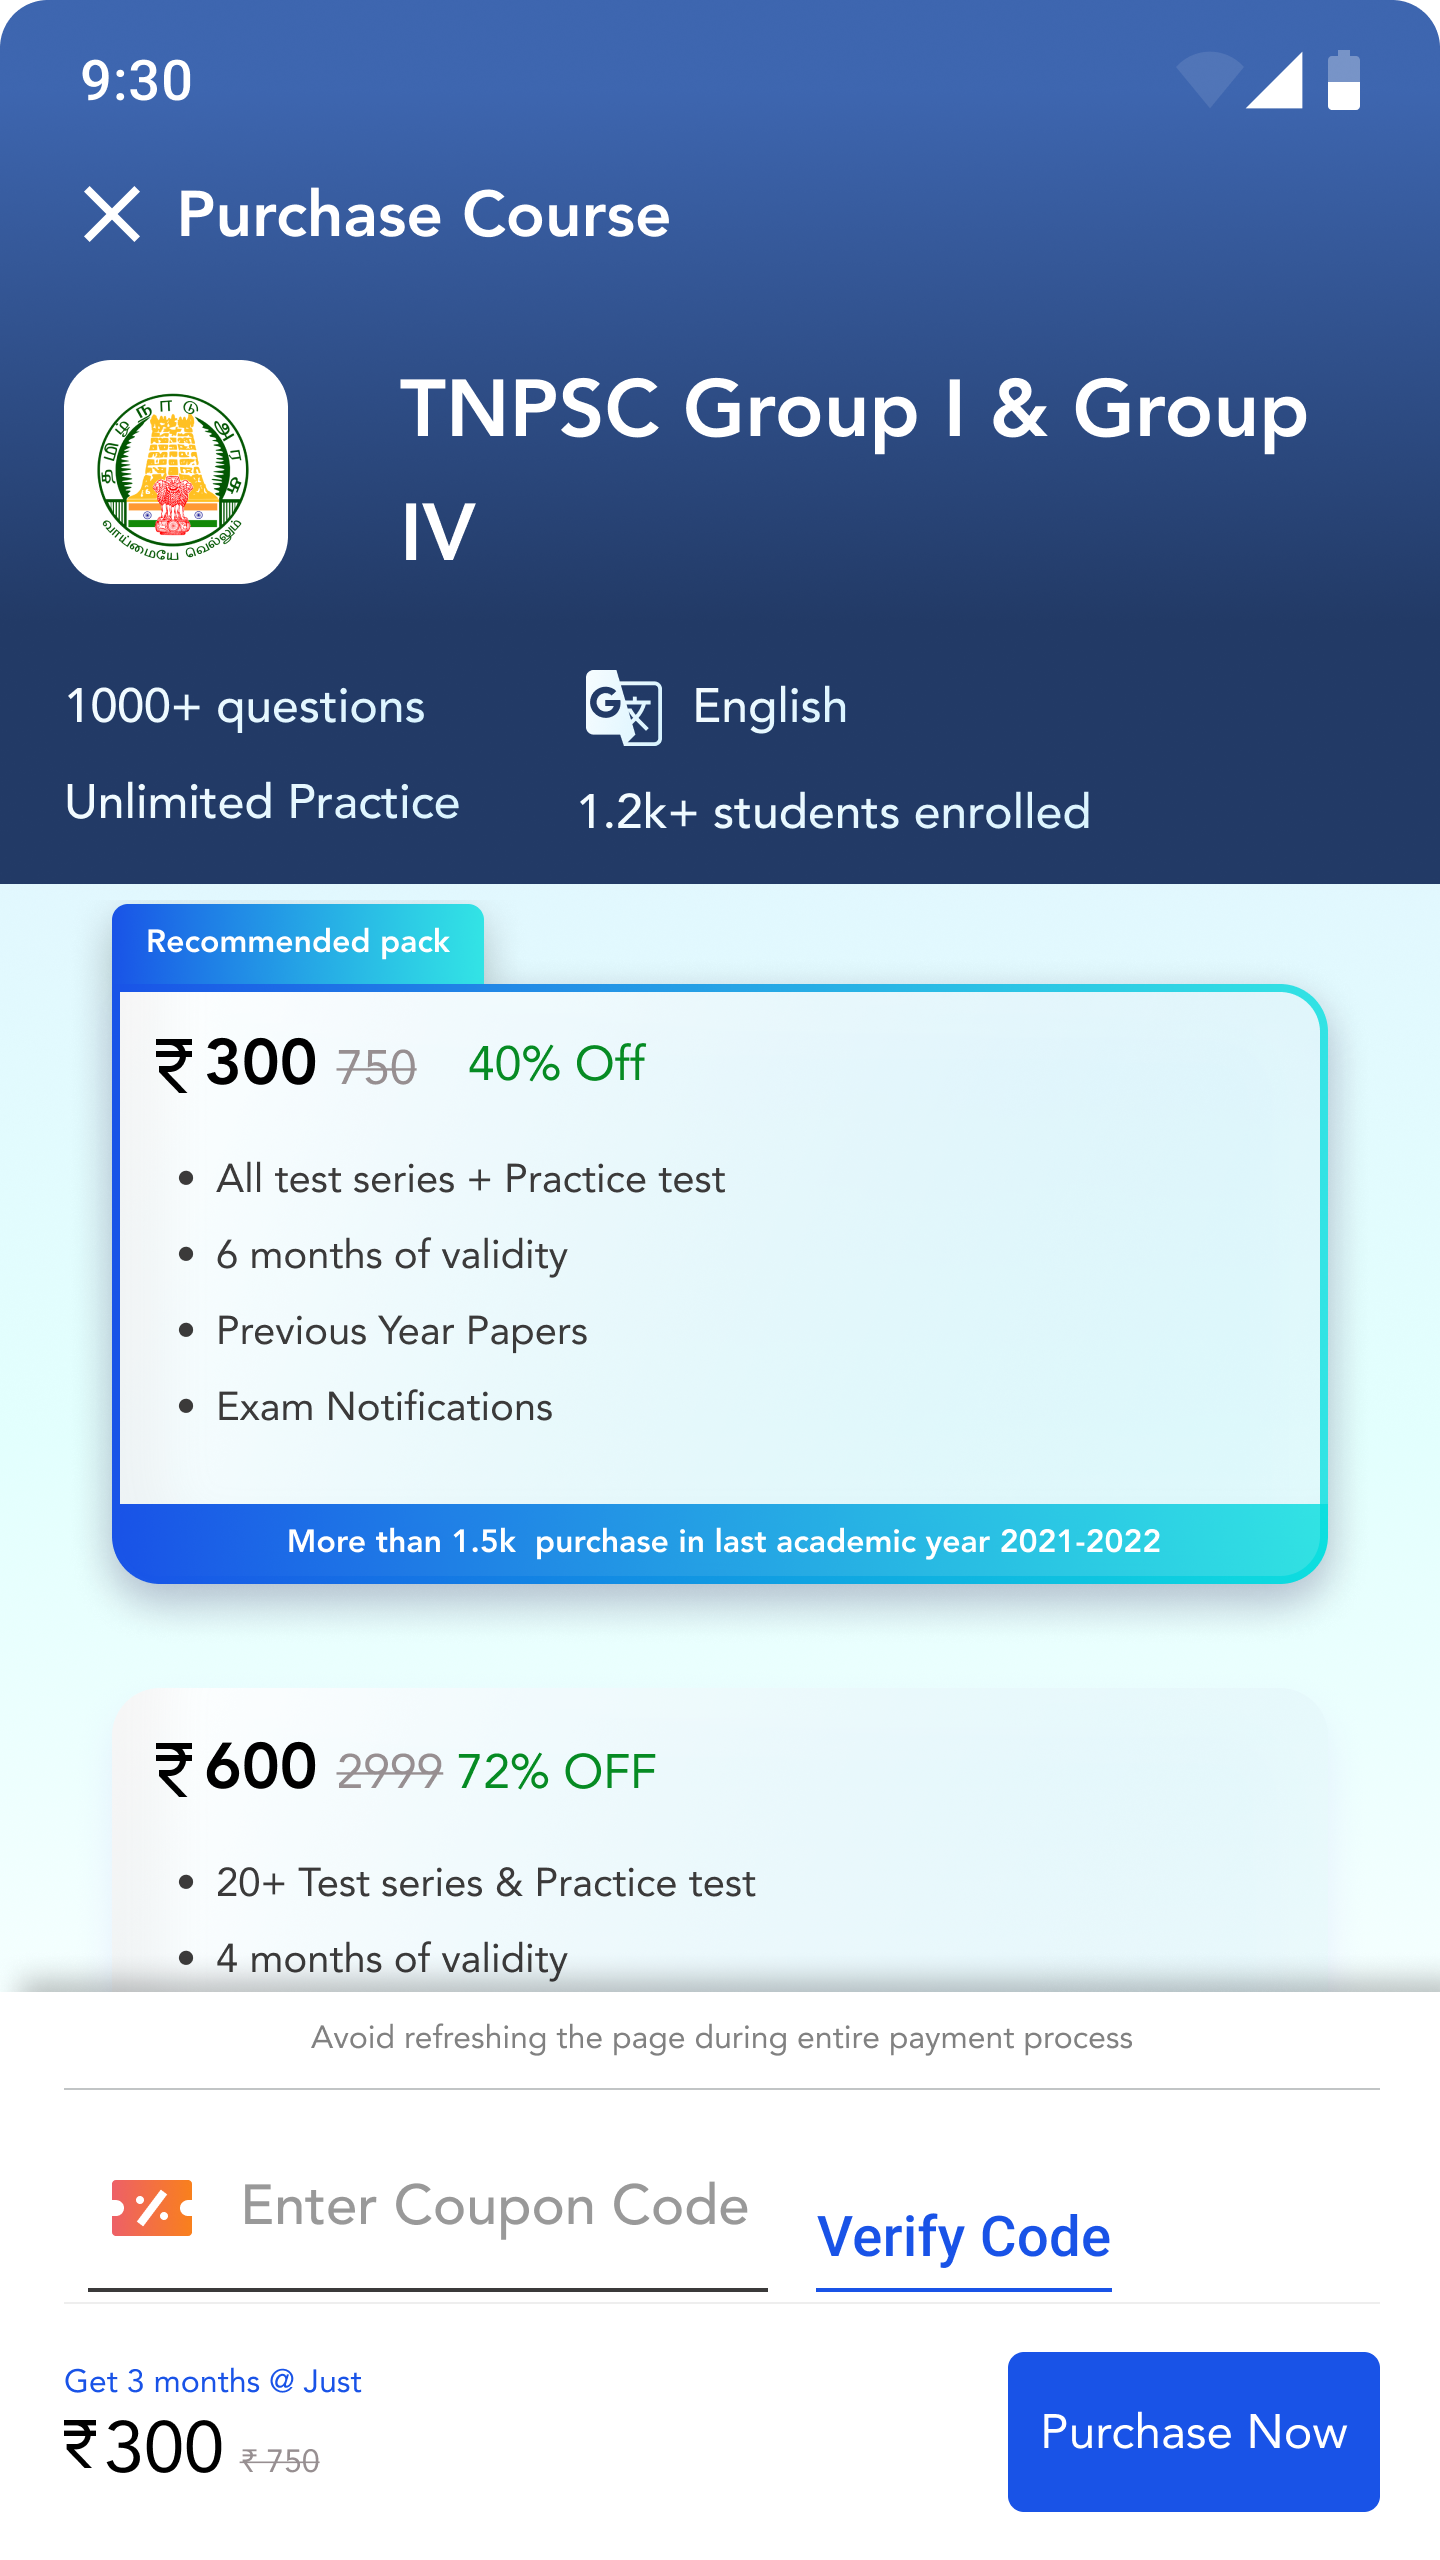 9:30
Purchase Course
தமிழ்நாடு அரசு
வாய்மையே வெல்லும்
TNPSC Group I & Group
IV
1000+ questions
G文 English
Unlimited Practice
1.2k+ students enrolled
Recommended pack
₹ 300 750 40% Off
• All test series + Practice test
• 6 months of validity
• Previous Year Papers
• Exam Notifications
More than 1.5k  purchase in last academic year 2021-2022
₹ 600 2999 72% OFF
• 20+ Test series & Practice test
• 4 months of validity
Avoid refreshing the page during entire payment process
Enter Coupon Code
Verify Code
Get 3 months @ Just
₹ 300 ₹ 750
Purchase Now